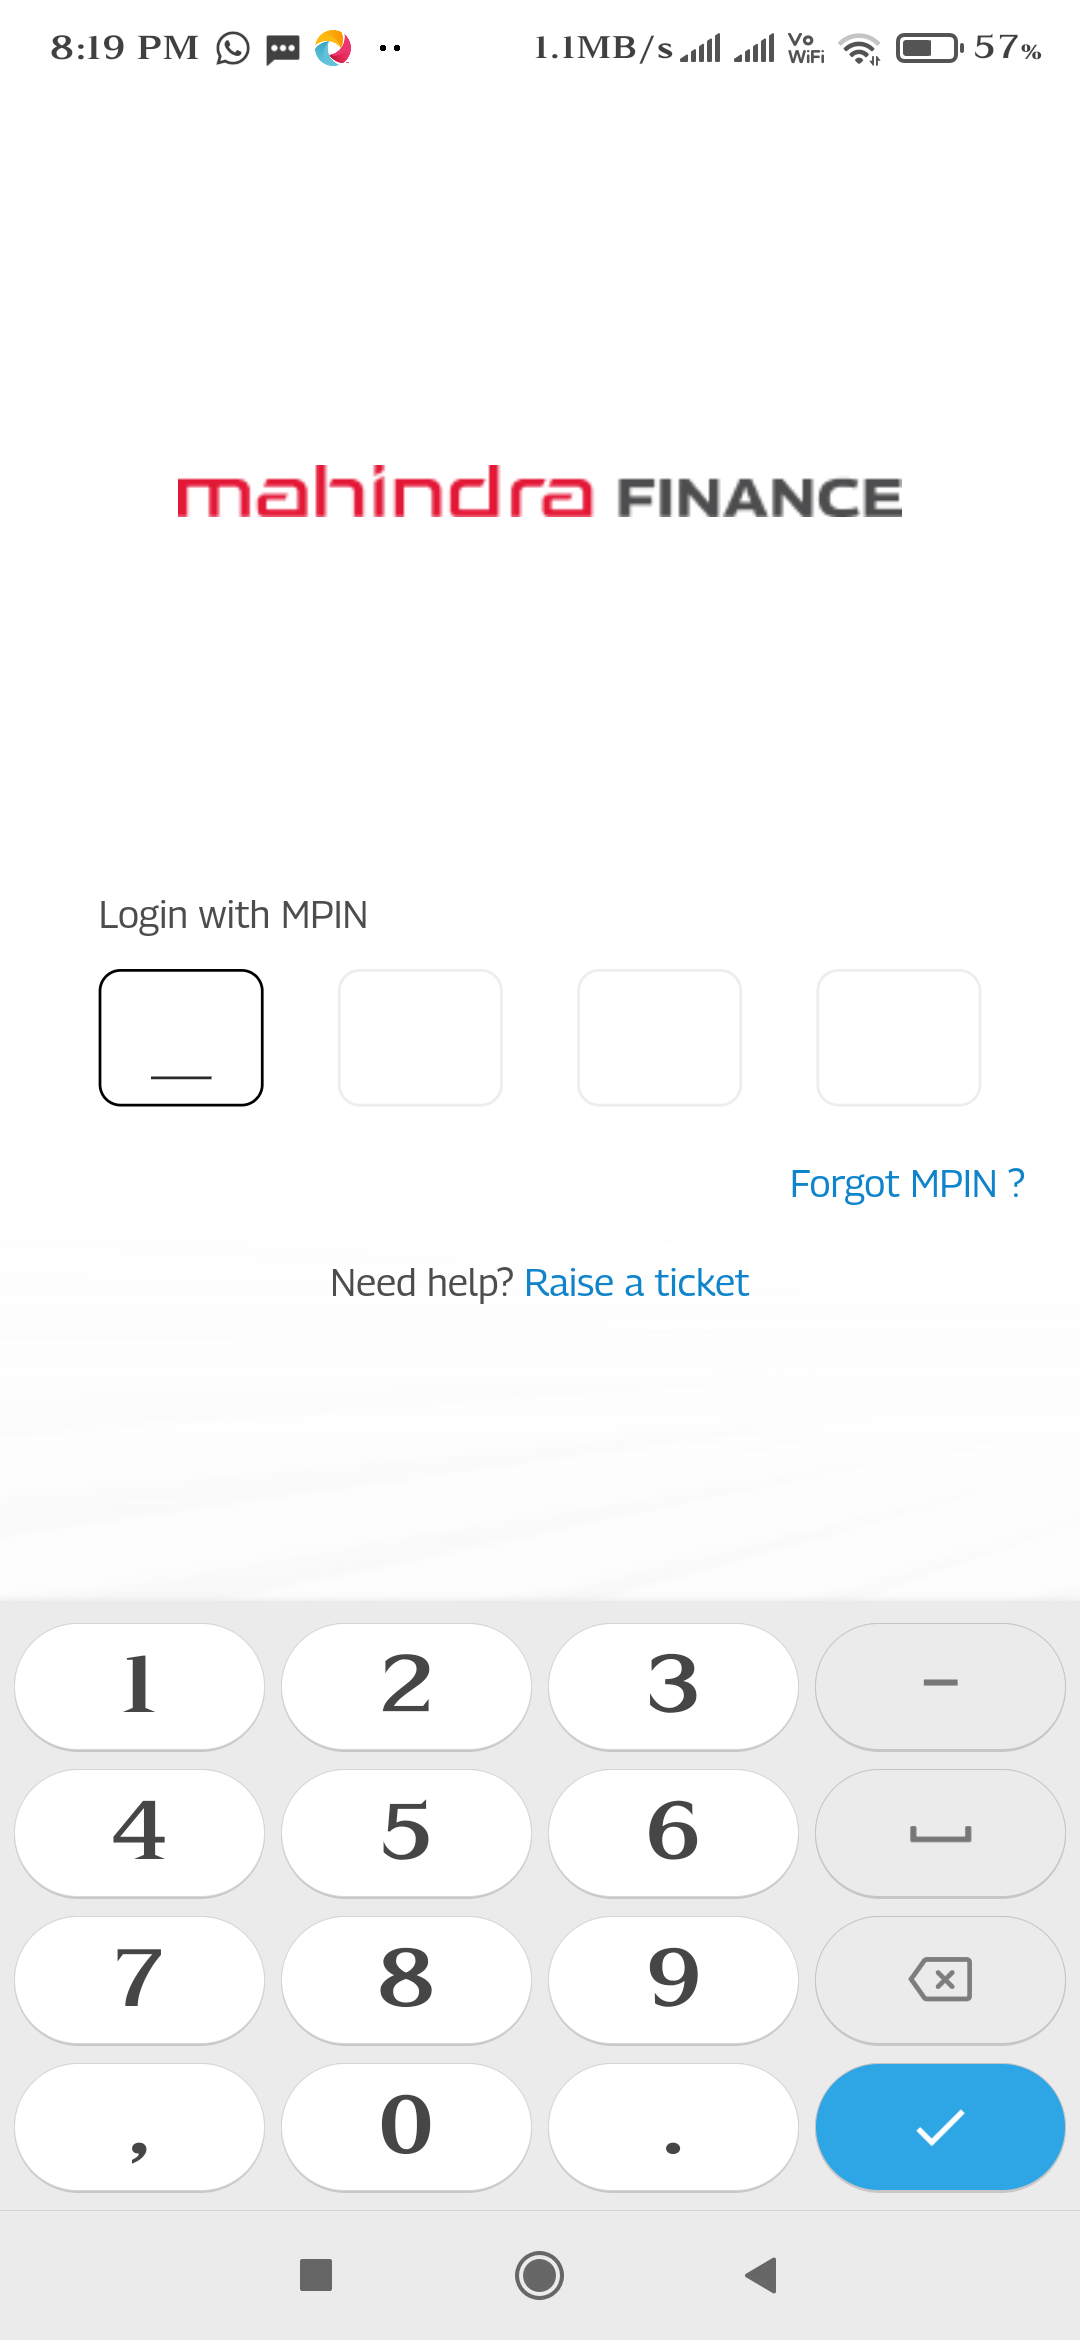 8:19 PM 1.1MB/s Vo WiFi 57%
mahindra FINANCE
Login with MPIN
Forgot MPIN ?
Need help? Raise a ticket
1 2 3 –
4 5 6
7 8 9
, 0 .